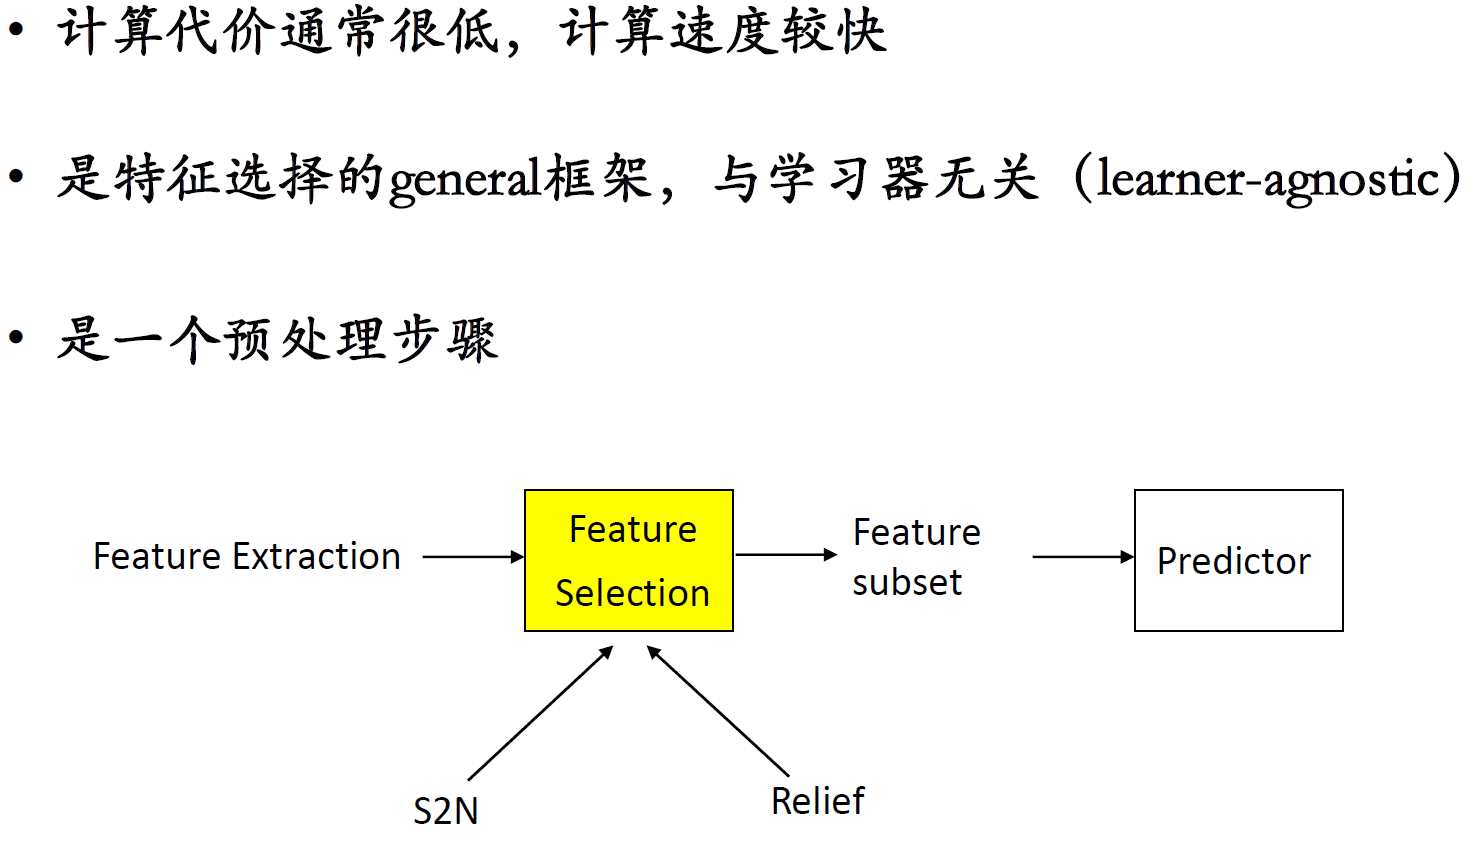 • 计算代价通常很低，计算速度较快
• 是特征选择的general框架，与学习器无关（learner-agnostic）
• 是一个预处理步骤
Feature Extraction
Feature
Selection
Feature
subset
Predictor
S2N
Relief